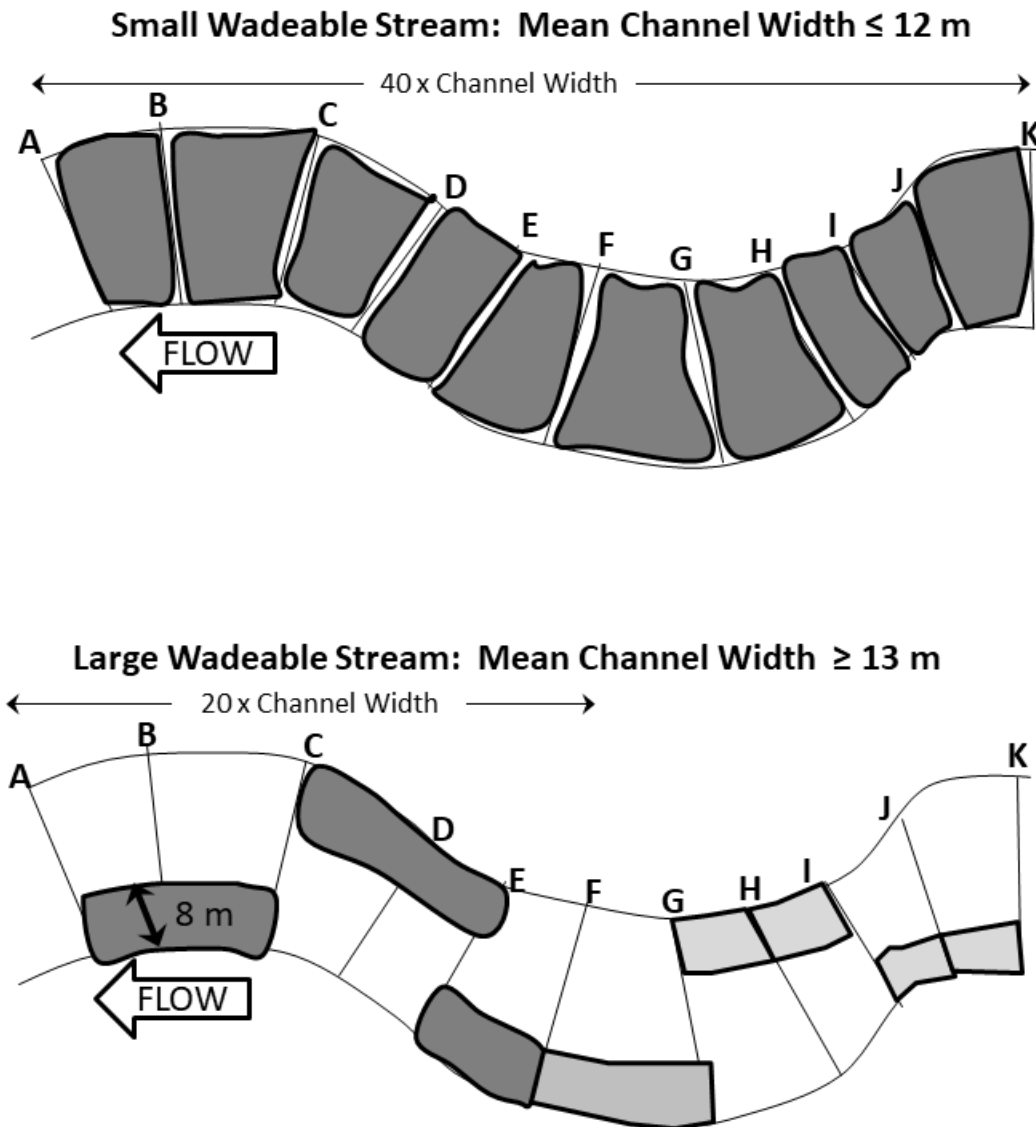 Small Wadeable Stream: Mean Channel Width ≤ 12 m
40 x Channel Width
A
B
C
D
E
F
G
H
I
J
K
FLOW
Large Wadeable Stream: Mean Channel Width ≥ 13 m
20 x Channel Width
A
B
C
D
E
F
G
H
I
J
K
8 m
FLOW